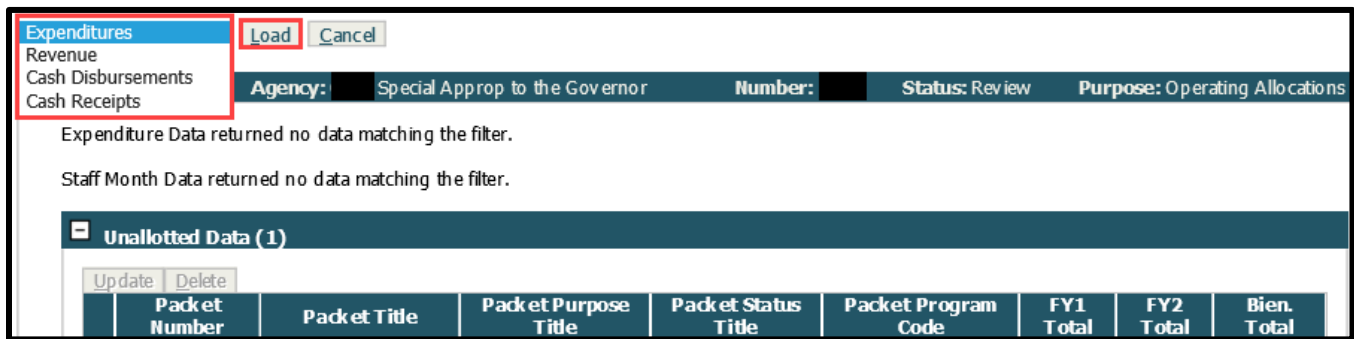 Expenditures
Revenue
Cash Disbursements
Cash Receipts
Load Cancel
Agency: Special Approp to the Governor Number: Status: Review Purpose: Operating Allocations
Expenditure Data returned no data matching the filter.
Staff Month Data returned no data matching the filter.
Unallotted Data (1)
Update Delete
Packet Number Packet Title Packet Purpose Title Packet Status Title Packet Program Code FY1 Total FY2 Total Bien. Total